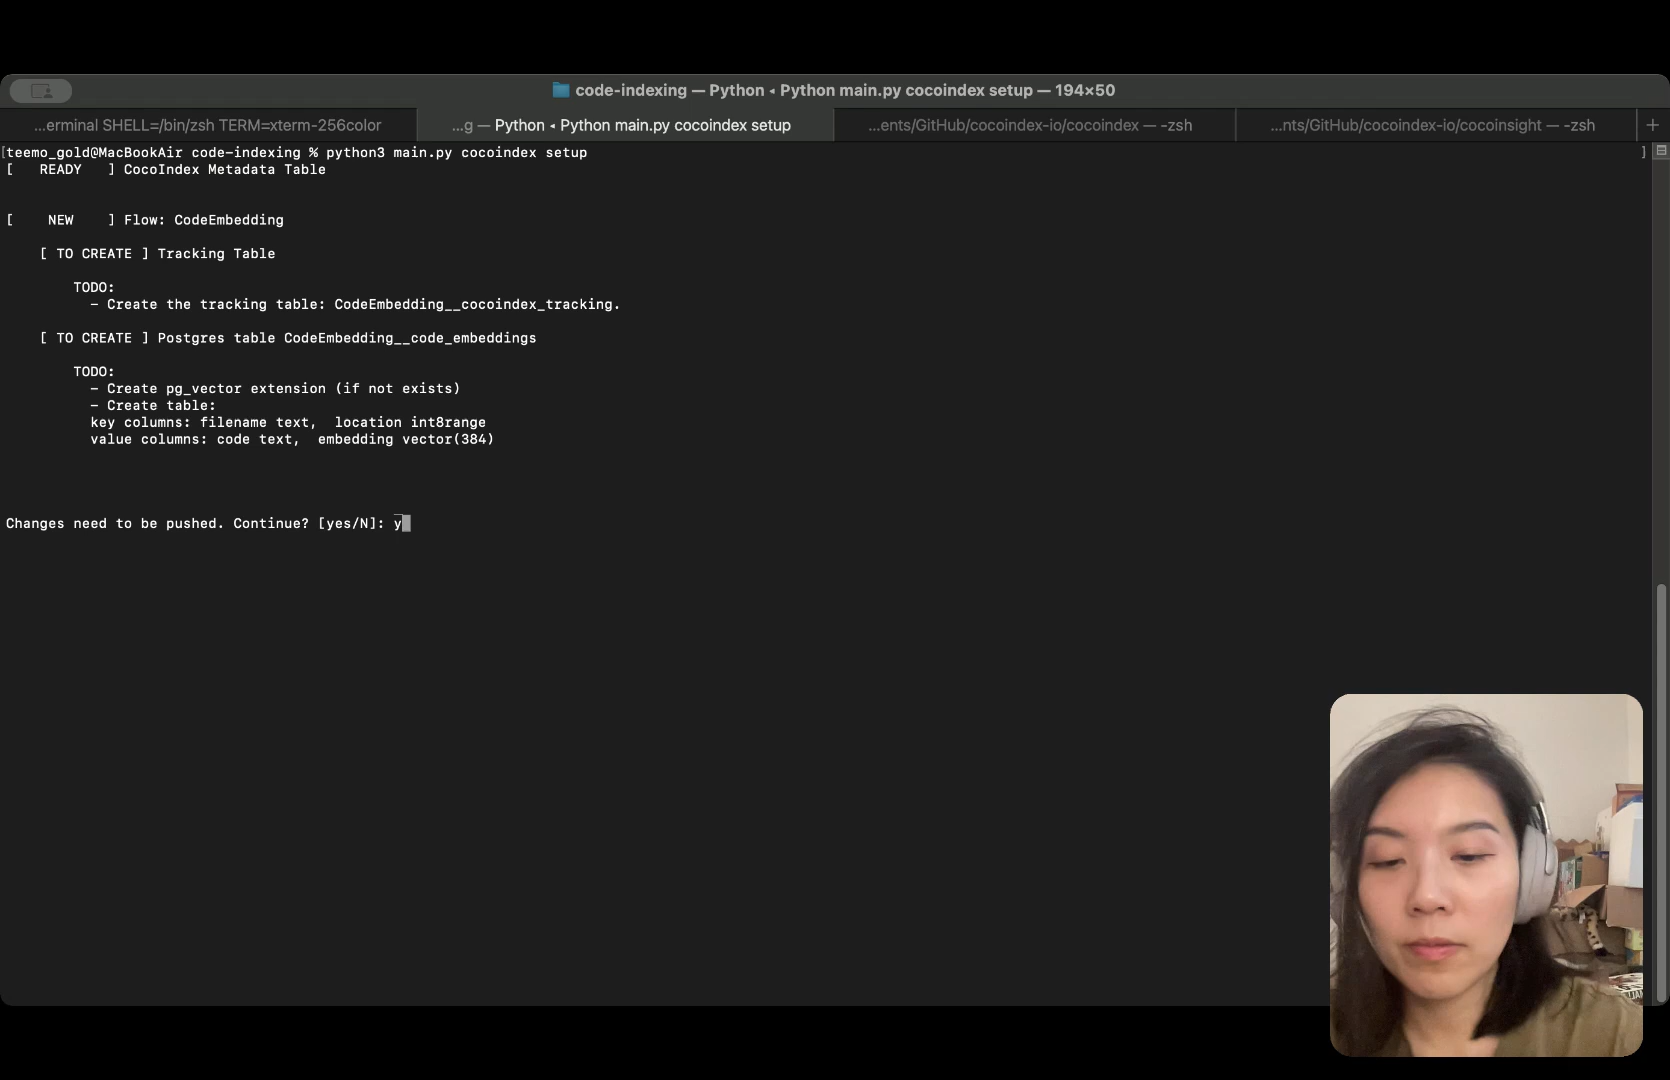 code-indexing — Python ◂ Python main.py cocoindex setup — 194×50
...erminal SHELL=/bin/zsh TERM=xterm-256color
...g — Python ◂ Python main.py cocoindex setup
...ents/GitHub/cocoindex-io/cocoindex — -zsh
...nts/GitHub/cocoindex-io/cocoinsight — -zsh
[teemo_gold@MacBookAir code-indexing % python3 main.py cocoindex setup ]
[   READY   ] CocoIndex Metadata Table
[    NEW    ] Flow: CodeEmbedding
[ TO CREATE ] Tracking Table
TODO:
- Create the tracking table: CodeEmbedding__cocoindex_tracking.
[ TO CREATE ] Postgres table CodeEmbedding__code_embeddings
TODO:
- Create pg_vector extension (if not exists)
- Create table:
key columns: filename text,  location int8range
value columns: code text,  embedding vector(384)
Changes need to be pushed. Continue? [yes/N]: y